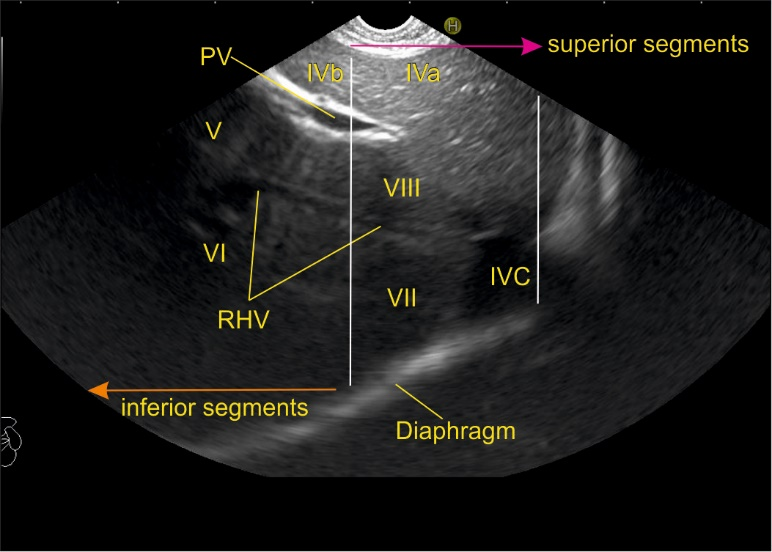 H
superior segments
PV
IVb
IVa
V
VIII
VI
IVC
VII
RHV
inferior segments
Diaphragm